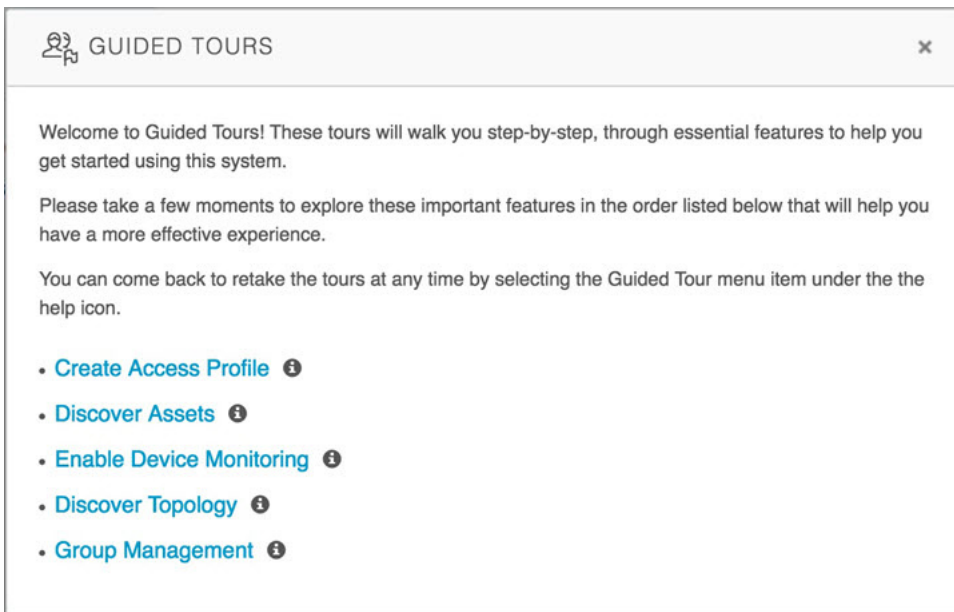 GUIDED TOURS
Welcome to Guided Tours! These tours will walk you step-by-step, through essential features to help you
get started using this system.
Please take a few moments to explore these important features in the order listed below that will help you
have a more effective experience.
You can come back to retake the tours at any time by selecting the Guided Tour menu item under the the
help icon.
• Create Access Profile
• Discover Assets
• Enable Device Monitoring
• Discover Topology
• Group Management